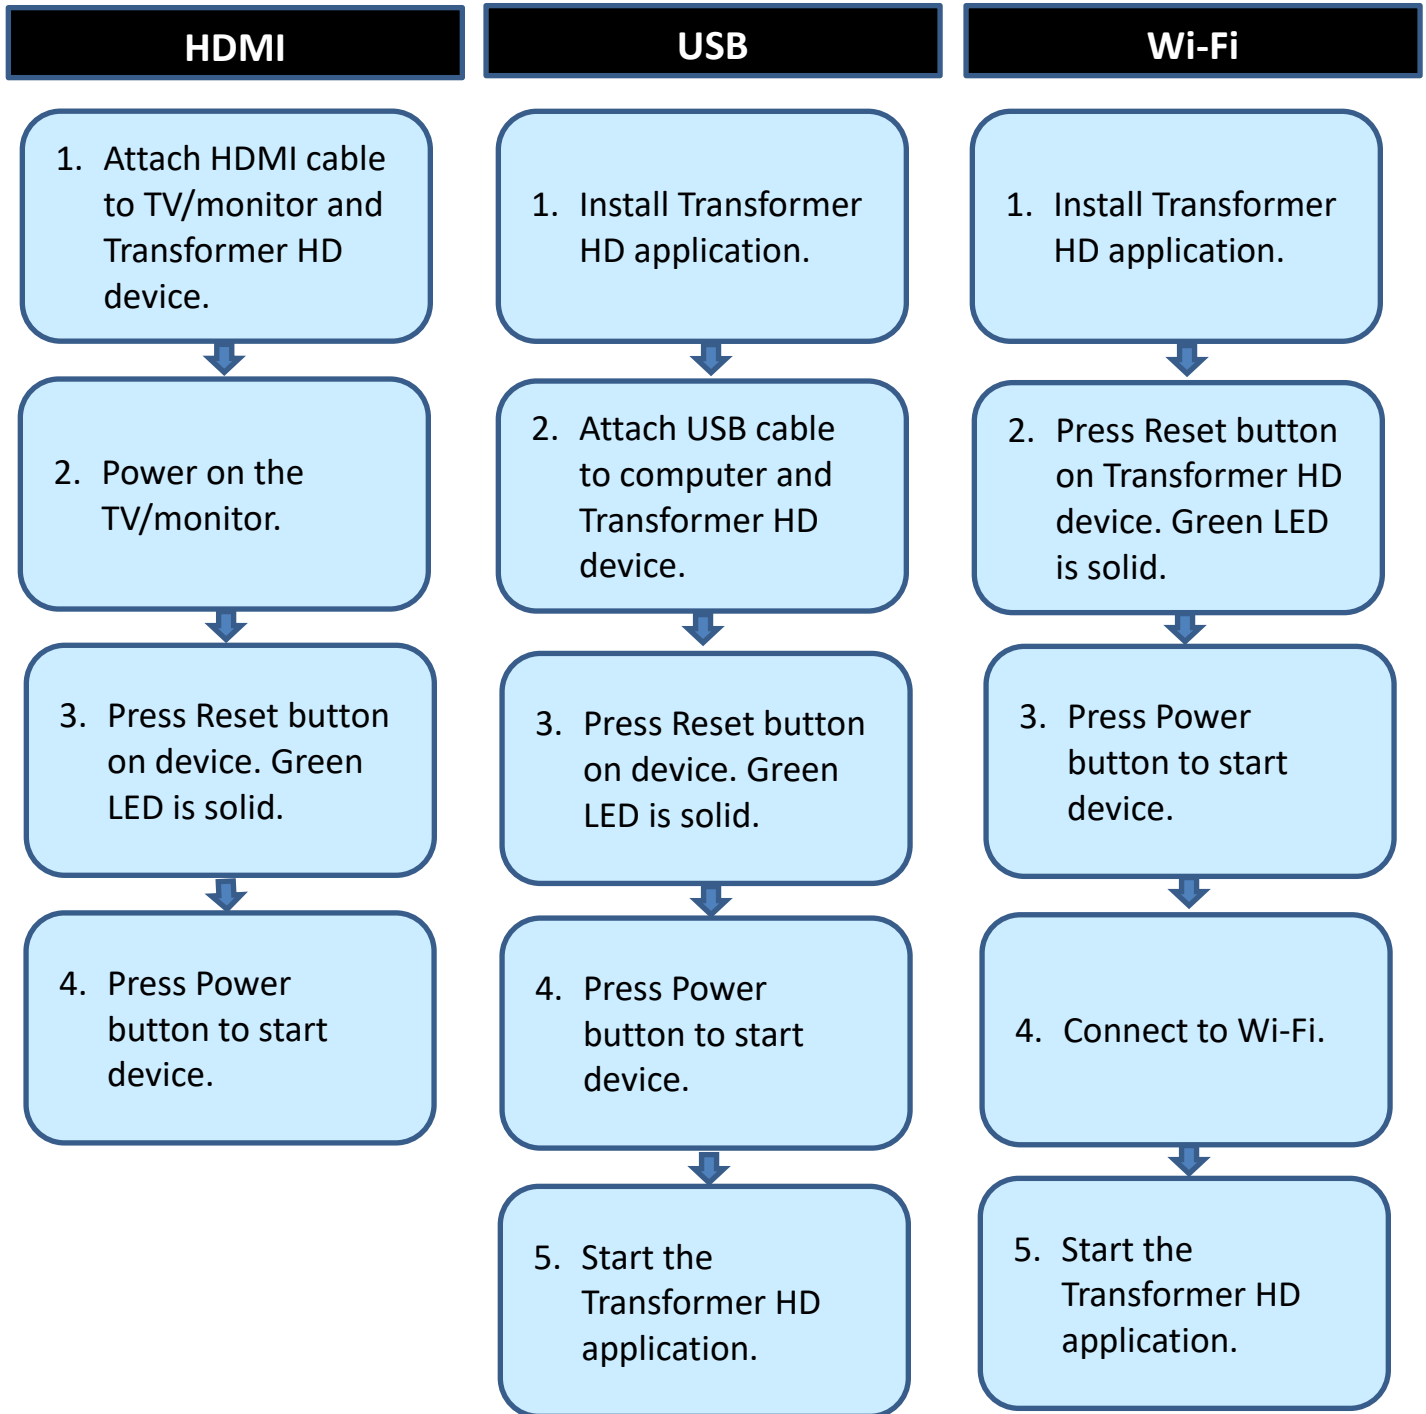 HDMI
1. Attach HDMI cable
to TV/monitor and
Transformer HD
device.
2. Power on the
TV/monitor.
3. Press Reset button
on device. Green
LED is solid.
4. Press Power
button to start
device.
USB
1. Install Transformer
HD application.
2. Attach USB cable
to computer and
Transformer HD
device.
3. Press Reset button
on device. Green
LED is solid.
4. Press Power
button to start
device.
5. Start the
Transformer HD
application.
Wi-Fi
1. Install Transformer
HD application.
2. Press Reset button
on Transformer HD
device. Green LED
is solid.
3. Press Power
button to start
device.
4. Connect to Wi-Fi.
5. Start the
Transformer HD
application.